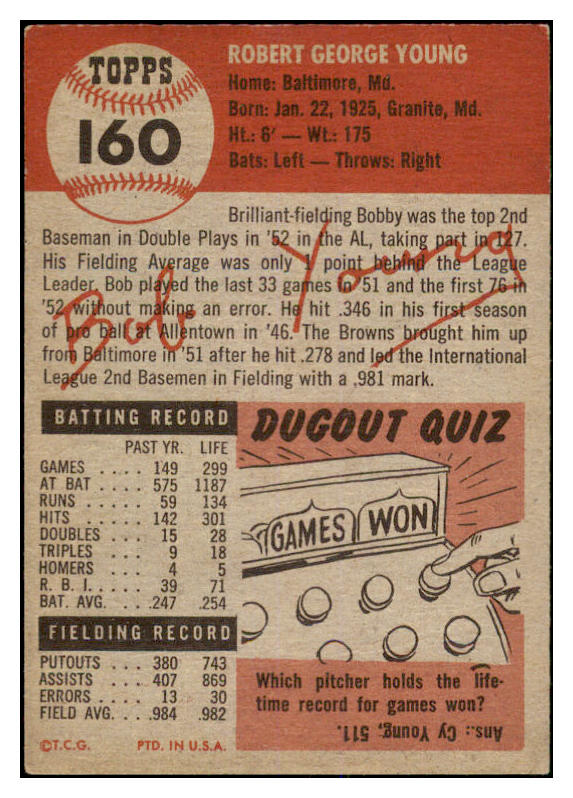 TOPPS
160
ROBERT GEORGE YOUNG
Home: Baltimore, Md.
Born: Jan. 22, 1925, Granite, Md.
Ht.: 6' — Wt.: 175
Bats: Left — Throws: Right
Brilliant-fielding Bobby was the top 2nd
Baseman in Double Plays in '52 in the AL, taking part in 127.
His Fielding Average was only 1 point behind the League
Leader. Bob played the last 33 games in '51 and the first 76 in
'52 without making an error. He hit .346 in his first season
of pro ball at Allentown in '46. The Browns brought him up
from Baltimore in '51 after he hit .278 and led the International
League 2nd Basemen in Fielding with a .981 mark.
Bob Young
BATTING RECORD
PAST YR. LIFE
GAMES .... 149 299
AT BAT .... 575 1187
RUNS .... 59 134
HITS ..... 142 301
DOUBLES .. 15 28
TRIPLES ... 9 18
HOMERS .. 4 5
R. B. I. .... 39 71
BAT. AVG. .. .247 .254
FIELDING RECORD
PUTOUTS ... 380 743
ASSISTS .... 407 869
ERRORS .... 13 30
FIELD AVG. .. .984 .982
©T.C.G. PTD. IN U.S.A.
DUGOUT QUIZ
GAMES WON
Which pitcher holds the life-
time record for games won?
Ans.: Cy Young, 511.